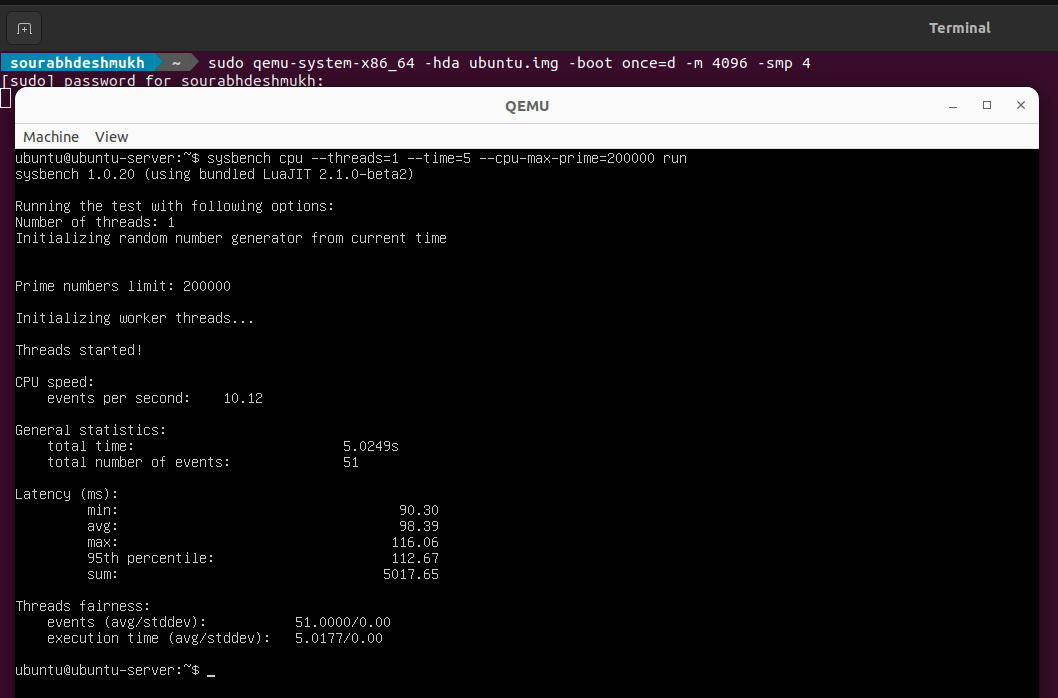 Terminal
sourabhdeshmukh ~ sudo qemu-system-x86_64 -hda ubuntu.img -boot once=d -m 4096 -smp 4
[sudo] password for sourabhdeshmukh:
QEMU
Machine View
ubuntu@ubuntu-server:~$ sysbench cpu --threads=1 --time=5 --cpu-max-prime=200000 run
sysbench 1.0.20 (using bundled LuaJIT 2.1.0-beta2)
Running the test with following options:
Number of threads: 1
Initializing random number generator from current time
Prime numbers limit: 200000
Initializing worker threads...
Threads started!
CPU speed:
events per second: 10.12
General statistics:
total time: 5.0249s
total number of events: 51
Latency (ms):
min: 90.30
avg: 98.39
max: 116.06
95th percentile: 112.67
sum: 5017.65
Threads fairness:
events (avg/stddev): 51.0000/0.00
execution time (avg/stddev): 5.0177/0.00
ubuntu@ubuntu-server:~$ _